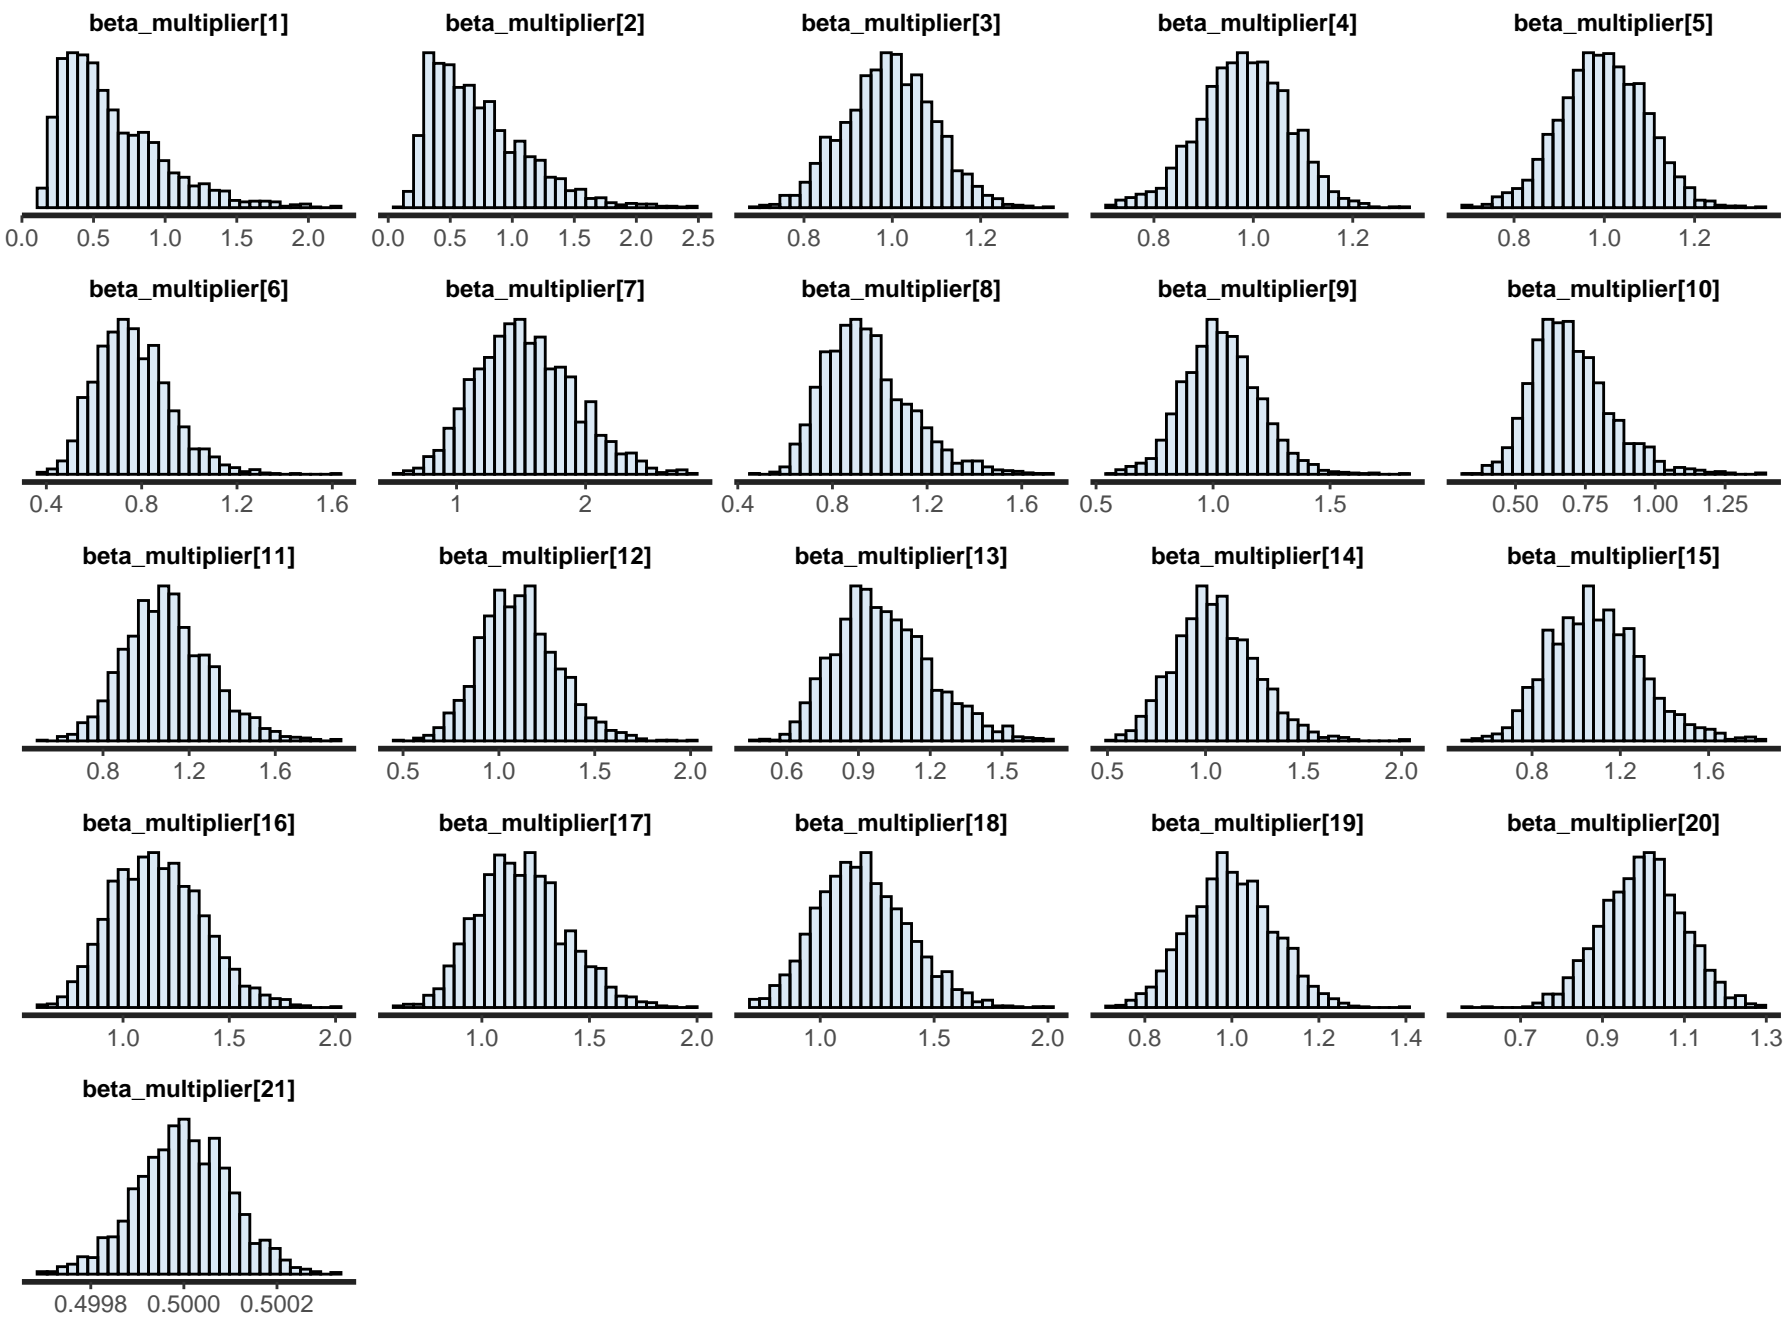 beta_multiplier[1] beta_multiplier[2] beta_multiplier[3] beta_multiplier[4] beta_multiplier[5]
0.0 0.5 1.0 1.5 2.0 0.0 0.5 1.0 1.5 2.0 2.5 0.8 1.0 1.2 0.8 1.0 1.2 0.8 1.0 1.2
beta_multiplier[6] beta_multiplier[7] beta_multiplier[8] beta_multiplier[9] beta_multiplier[10]
0.4 0.8 1.2 1.6 1 2 0.4 0.8 1.2 1.6 0.5 1.0 1.5 0.50 0.75 1.00 1.25
beta_multiplier[11] beta_multiplier[12] beta_multiplier[13] beta_multiplier[14] beta_multiplier[15]
0.8 1.2 1.6 0.5 1.0 1.5 2.0 0.6 0.9 1.2 1.5 0.5 1.0 1.5 2.0 0.8 1.2 1.6
beta_multiplier[16] beta_multiplier[17] beta_multiplier[18] beta_multiplier[19] beta_multiplier[20]
1.0 1.5 2.0 1.0 1.5 2.0 1.0 1.5 2.0 0.8 1.0 1.2 1.4 0.7 0.9 1.1 1.3
beta_multiplier[21]
0.4998 0.5000 0.5002